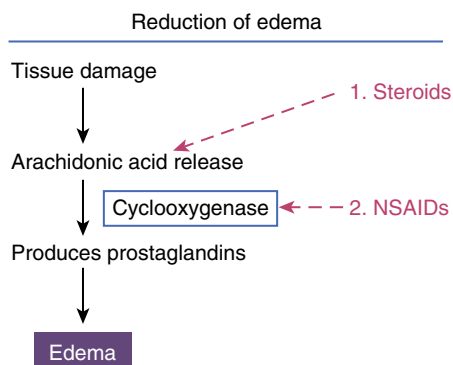 Reduction of edema
Tissue damage
1. Steroids
Arachidonic acid release
Cyclooxygenase
2. NSAIDs
Produces prostaglandins
Edema